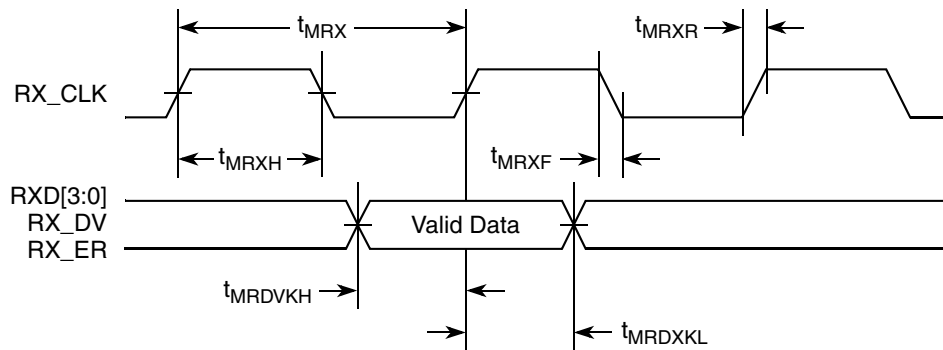 tMRX
tMRXR
RX_CLK
tMRXH
tMRXF
RXD[3:0]
RX_DV
RX_ER
Valid Data
tMRDVKH
tMRDXKL